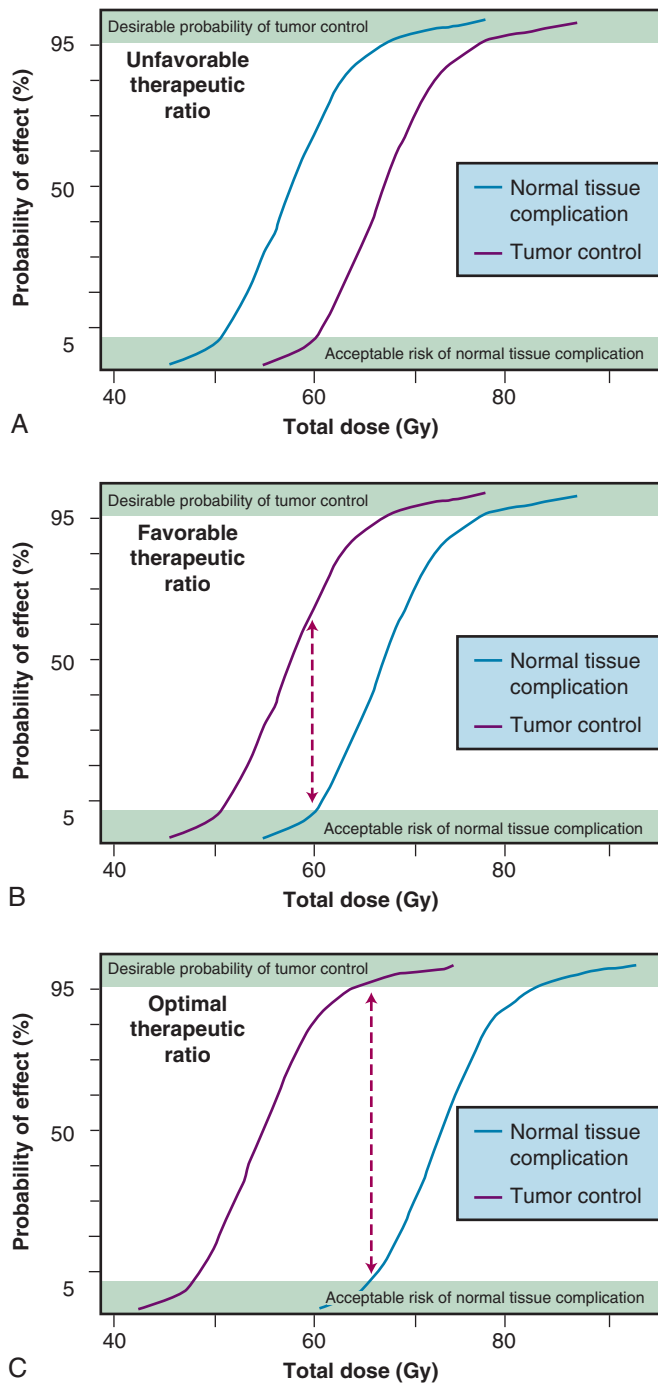 Desirable probability of tumor control
95
Unfavorable
therapeutic
ratio
Probability of effect (%)
50
Normal tissue
complication
Tumor control
5
Acceptable risk of normal tissue complication
40
60
80
A
Total dose (Gy)
Desirable probability of tumor control
95
Favorable
therapeutic
ratio
Probability of effect (%)
50
Normal tissue
complication
Tumor control
5
Acceptable risk of normal tissue complication
40
60
80
B
Total dose (Gy)
Desirable probability of tumor control
95
Optimal
therapeutic
ratio
Probability of effect (%)
50
Normal tissue
complication
Tumor control
5
Acceptable risk of normal tissue complication
40
60
80
C
Total dose (Gy)